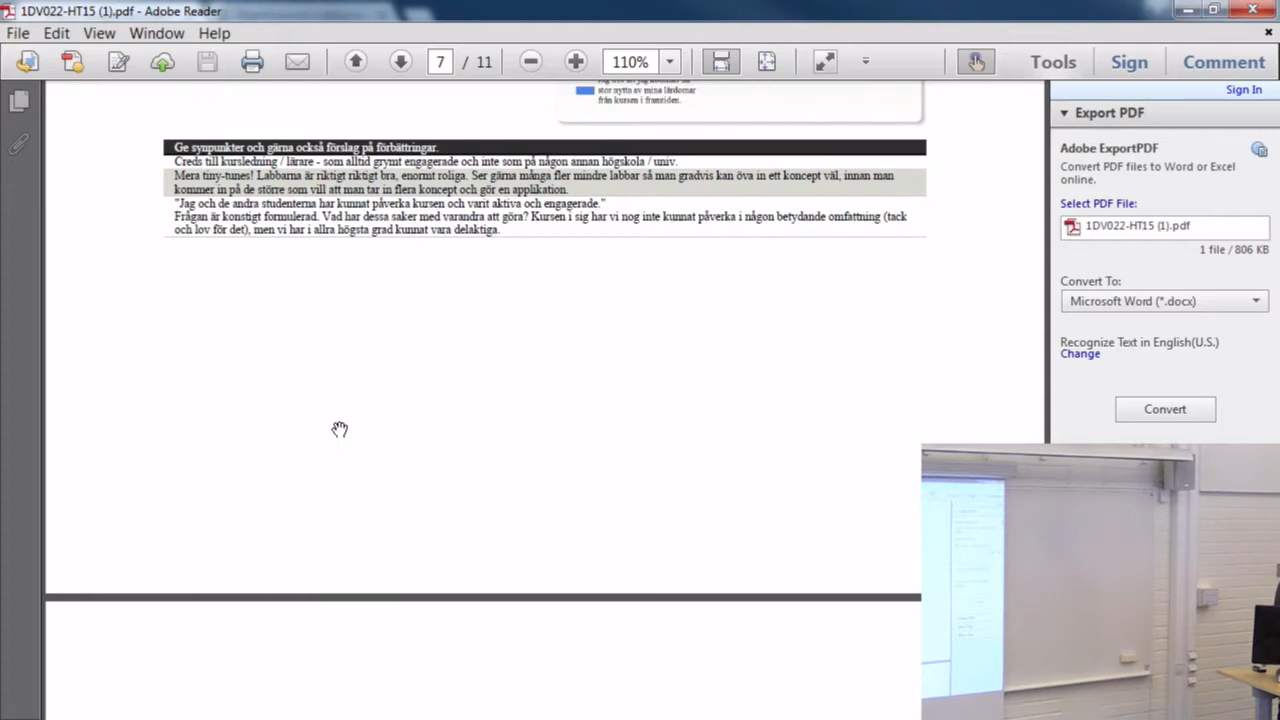 1DV022-HT15 (1).pdf - Adobe Reader
File Edit View Window Help
7 / 11 110% Tools Sign Comment
Sign In
stor nytta av mina lärdomar
från kursen i framtiden.
Ge synpunkter och gärna också förslag på förbättringar.
Creds till kursledning / lärare - som alltid grymt engagerade och inte som på någon annan högskola / univ.
Mera tiny-tunes! Labbarna är riktigt riktigt bra, enormt roliga. Ser gärna många fler mindre labbar så man gradvis kan öva in ett koncept väl, innan man
kommer in på de större som vill att man tar in flera koncept och gör en applikation.
"Jag och de andra studenterna har kunnat påverka kursen och varit aktiva och engagerade."
Frågan är konstigt formulerad. Vad har dessa saker med varandra att göra? Kursen i sig har vi nog inte kunnat påverka i någon betydande omfattning (tack
och lov för det), men vi har i allra högsta grad kunnat vara delaktiga.
Export PDF
Adobe ExportPDF
Convert PDF files to Word or Excel
online.
Select PDF File:
1DV022-HT15 (1).pdf
1 file / 806 KB
Convert To:
Microsoft Word (*.docx)
Recognize Text in English(U.S.)
Change
Convert